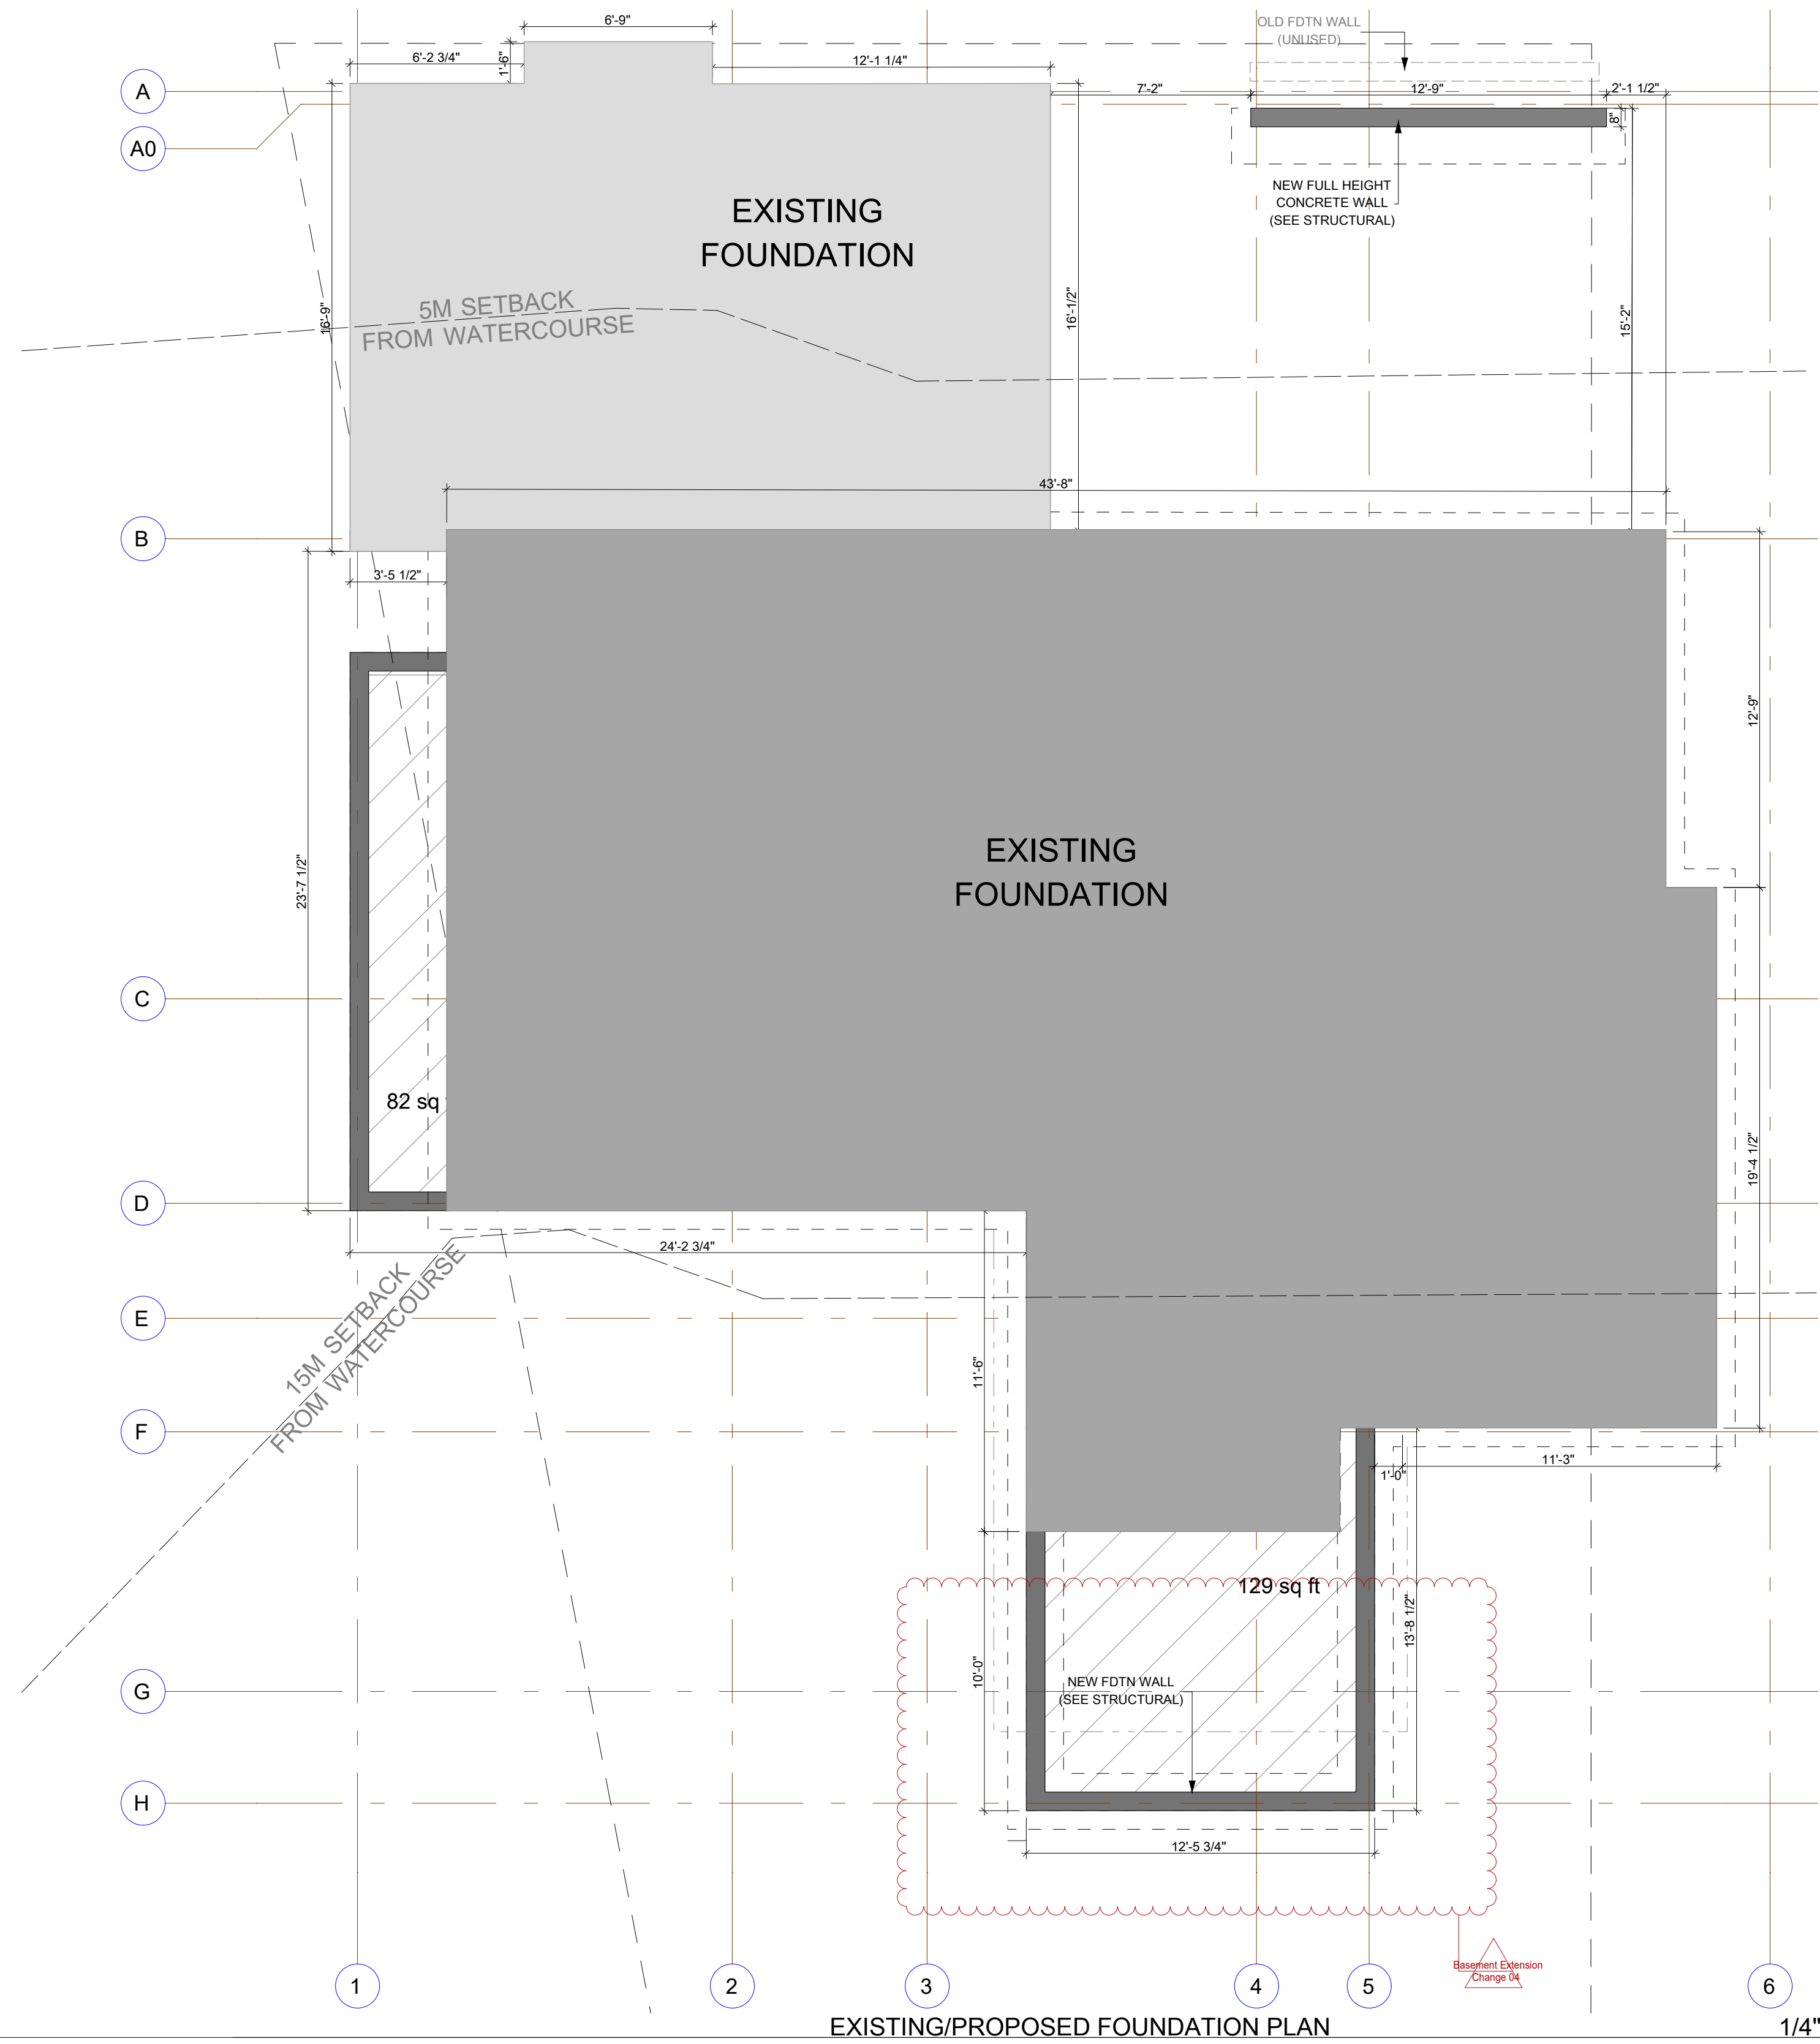 6'-9"
OLD FDTN WALL
(UNUSED)
6'-2 3/4"
1'-6"
12'-1 1/4"
A
7'-2"
12'-9"
2'-1 1/2"
8"
A0
NEW FULL HEIGHT
CONCRETE WALL
(SEE STRUCTURAL)
EXISTING
FOUNDATION
16'-9"
5M SETBACK
FROM WATERCOURSE
16'-1/2"
15'-2"
43'-8"
B
3'-5 1/2"
12'-9"
23'-7 1/2"
EXISTING
FOUNDATION
C
82 sq
19'-4 1/2"
D
24'-2 3/4"
15M SETBACK
FROM WATERCOURSE
E
11'-6"
F
11'-3"
1'-0"
129 sq ft
13'-8 1/2"
10'-0"
NEW FDTN WALL
(SEE STRUCTURAL)
G
H
12'-5 3/4"
Basement Extension
Change 04
1
2
3
4
5
6
EXISTING/PROPOSED FOUNDATION PLAN
1/4"